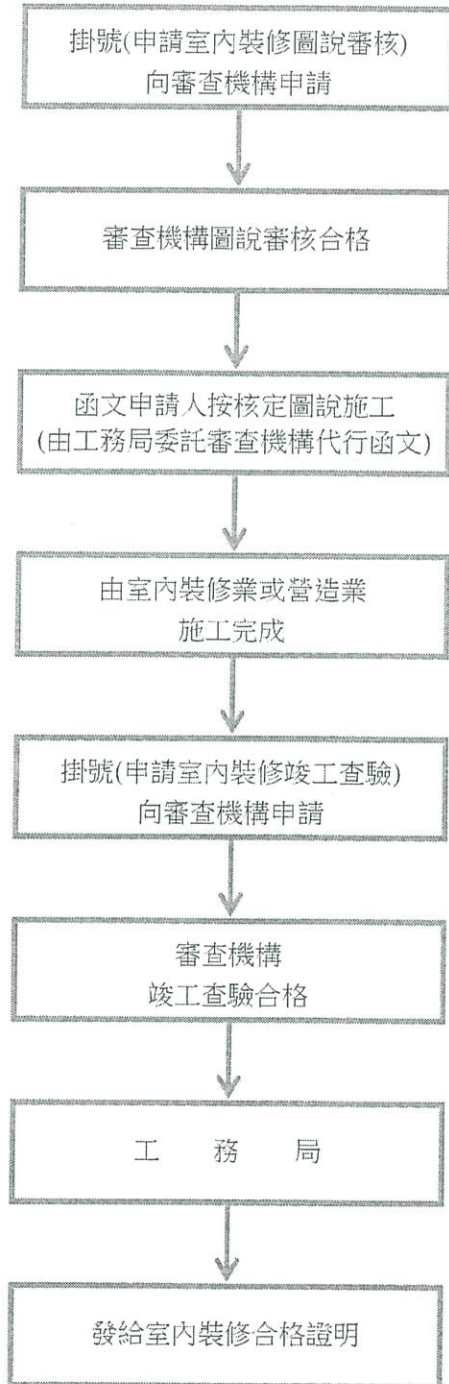 掛號(申請室內裝修圖說審核)
向審查機構申請
審查機構圖說審核合格
函文申請人按核定圖說施工
(由工務局委託審查機構代行函文)
由室內裝修業或營造業
施工完成
掛號(申請室內裝修竣工查驗)
向審查機構申請
審查機構
竣工查驗合格
工 務 局
發給室內裝修合格證明